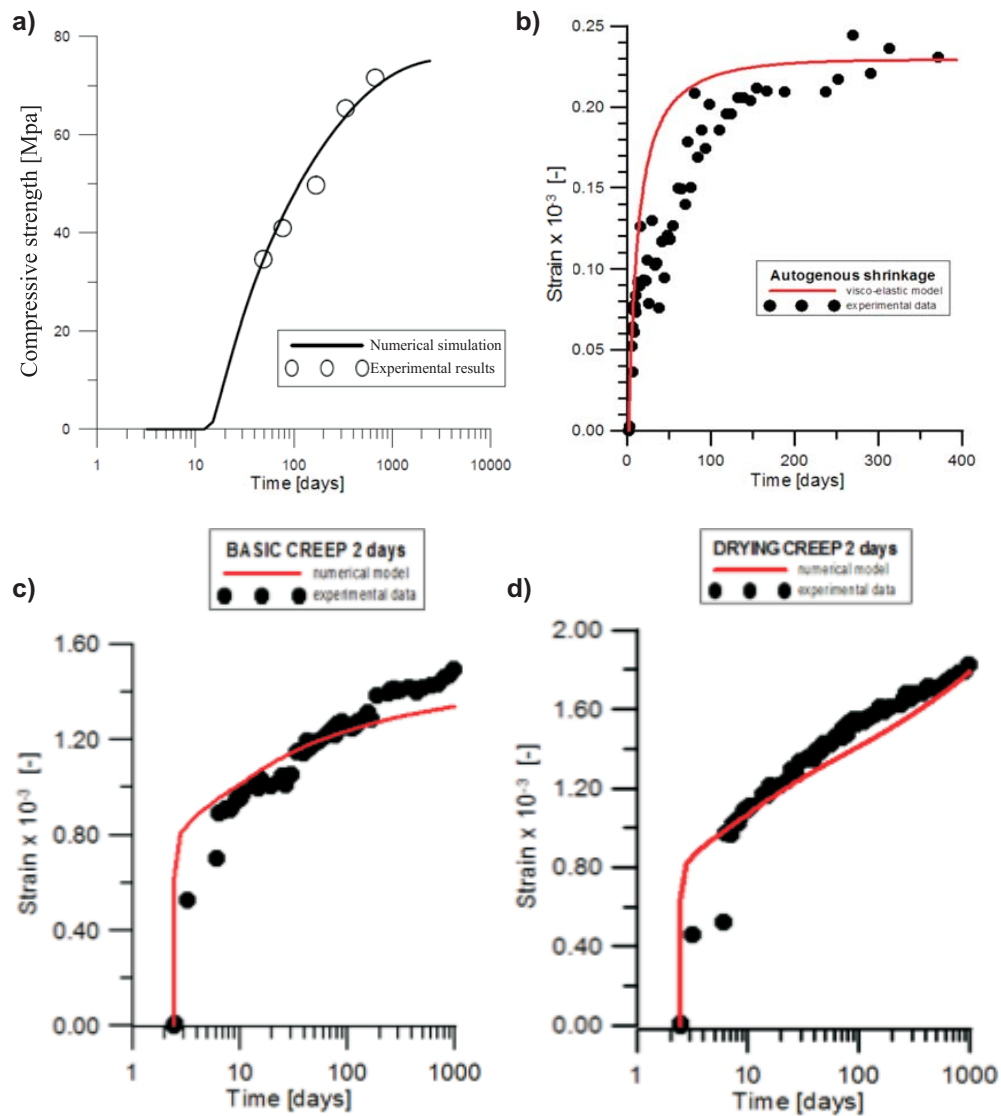 a)
80
60
40
20
0
Compressive strength [Mpa]
Numerical simulation
Experimental results
1
10
100
1000
10000
Time [days]
b)
0.25
0.20
0.15
0.10
0.05
0.00
Strain x 10⁻³ [-]
Autogenous shrinkage
visco-elastic model
experimental data
0
100
200
300
400
Time [days]
BASIC CREEP 2 days
numerical model
experimental data
c)
1.60
1.20
0.80
0.40
0.00
Strain x 10⁻³ [-]
1
10
100
1000
Time [days]
DRYING CREEP 2 days
numerical model
experimental data
d)
2.00
1.60
1.20
0.80
0.40
0.00
Strain x 10⁻³ [-]
1
10
100
1000
Time [days]